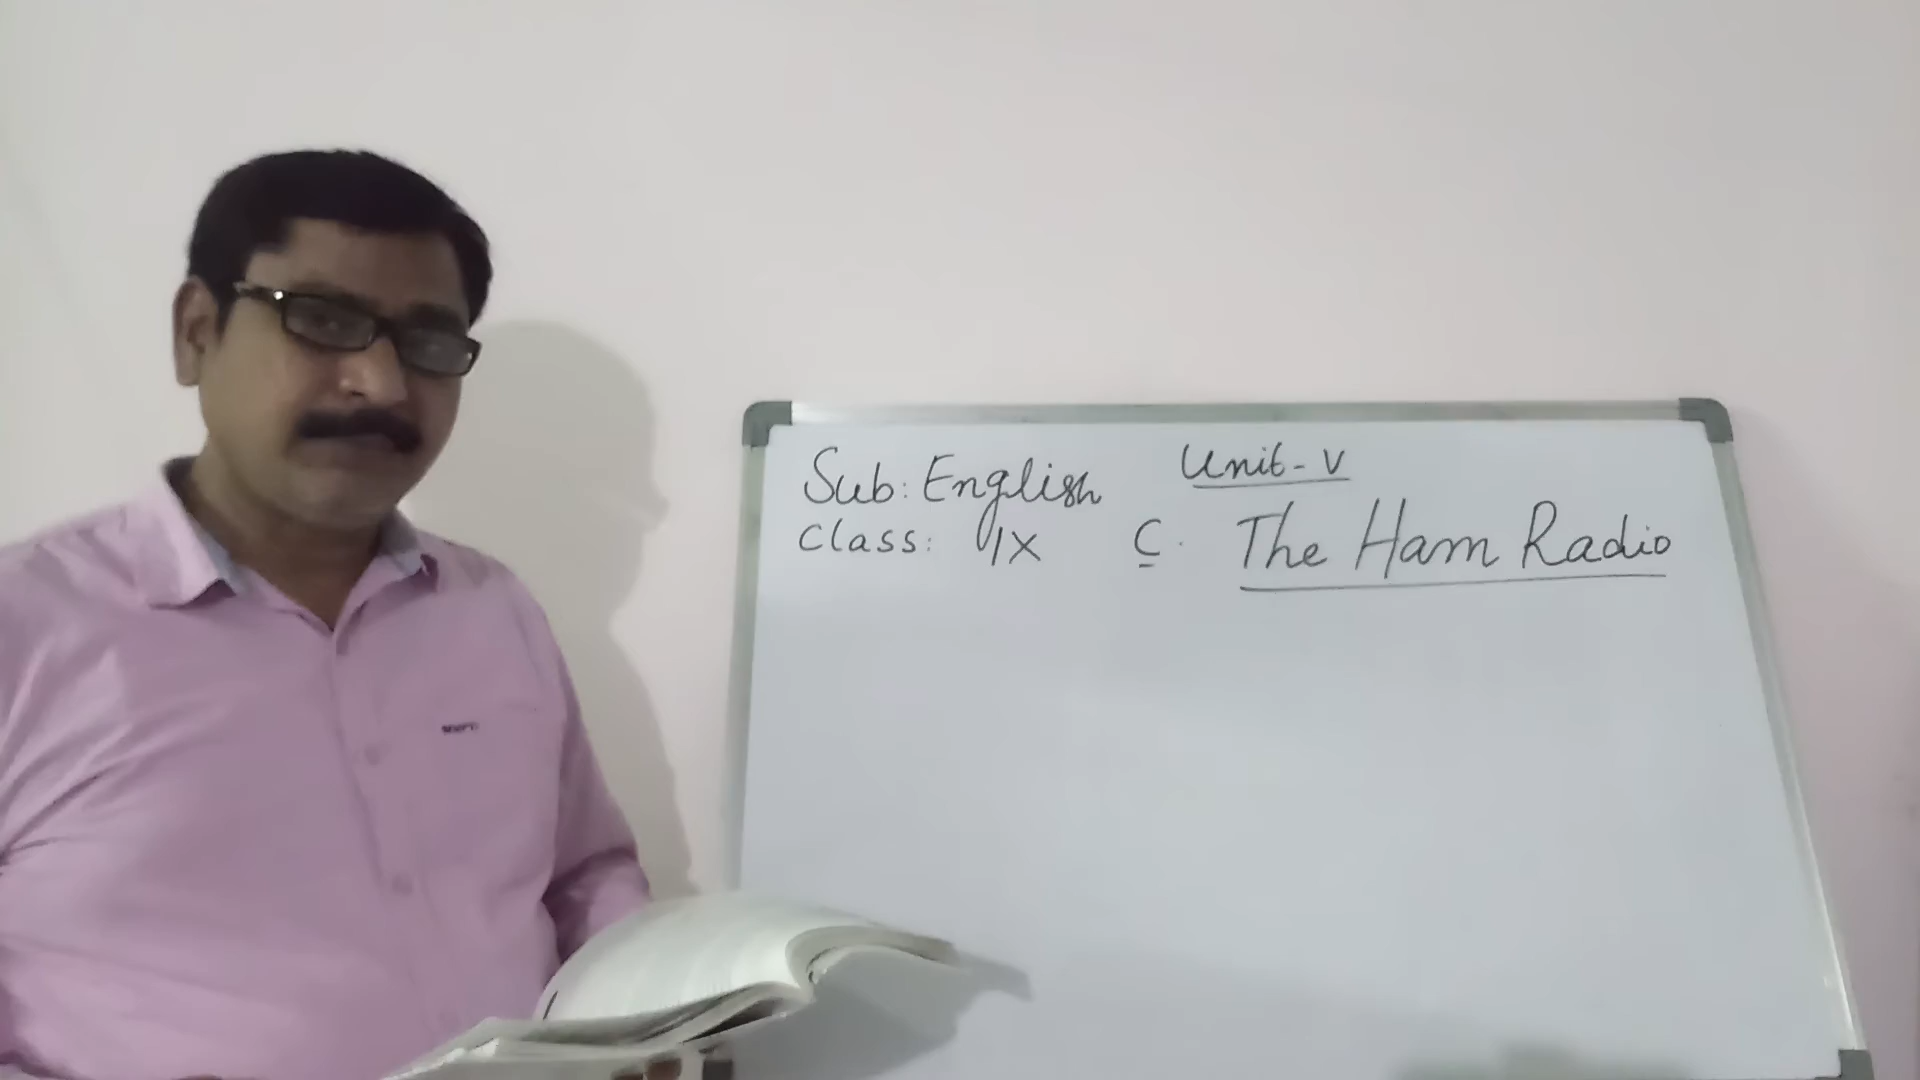 Sub: English
Unit-V
Class: IX
C. The Ham Radio